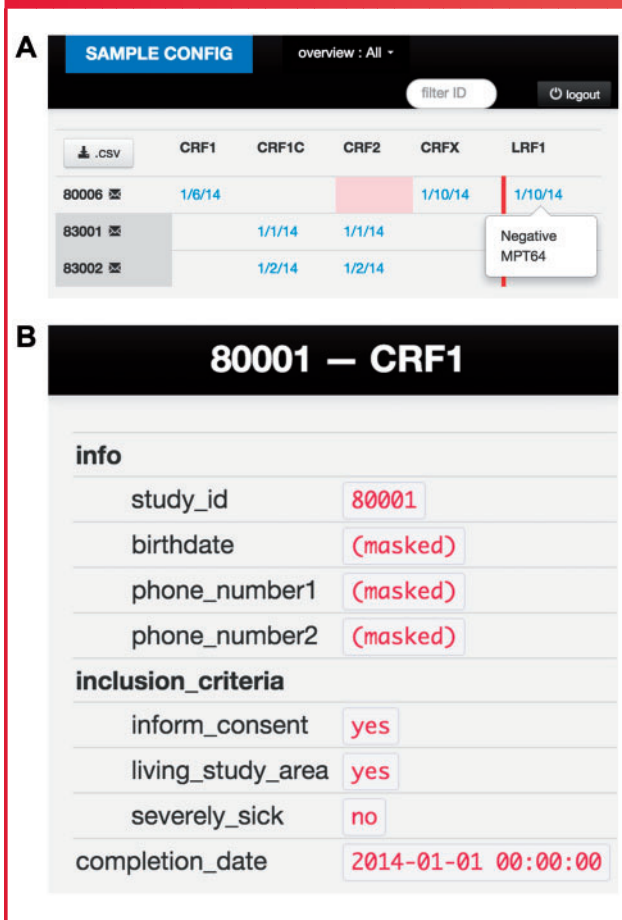 A
SAMPLE CONFIG overview : All
filter ID logout
.csv CRF1 CRF1C CRF2 CRFX LRF1
80006 1/6/14 1/10/14 1/10/14
83001 1/1/14 1/1/14
Negative
MPT64
83002 1/2/14 1/2/14
B
80001 — CRF1
info
study_id 80001
birthdate (masked)
phone_number1 (masked)
phone_number2 (masked)
inclusion_criteria
inform_consent yes
living_study_area yes
severely_sick no
completion_date 2014-01-01 00:00:00